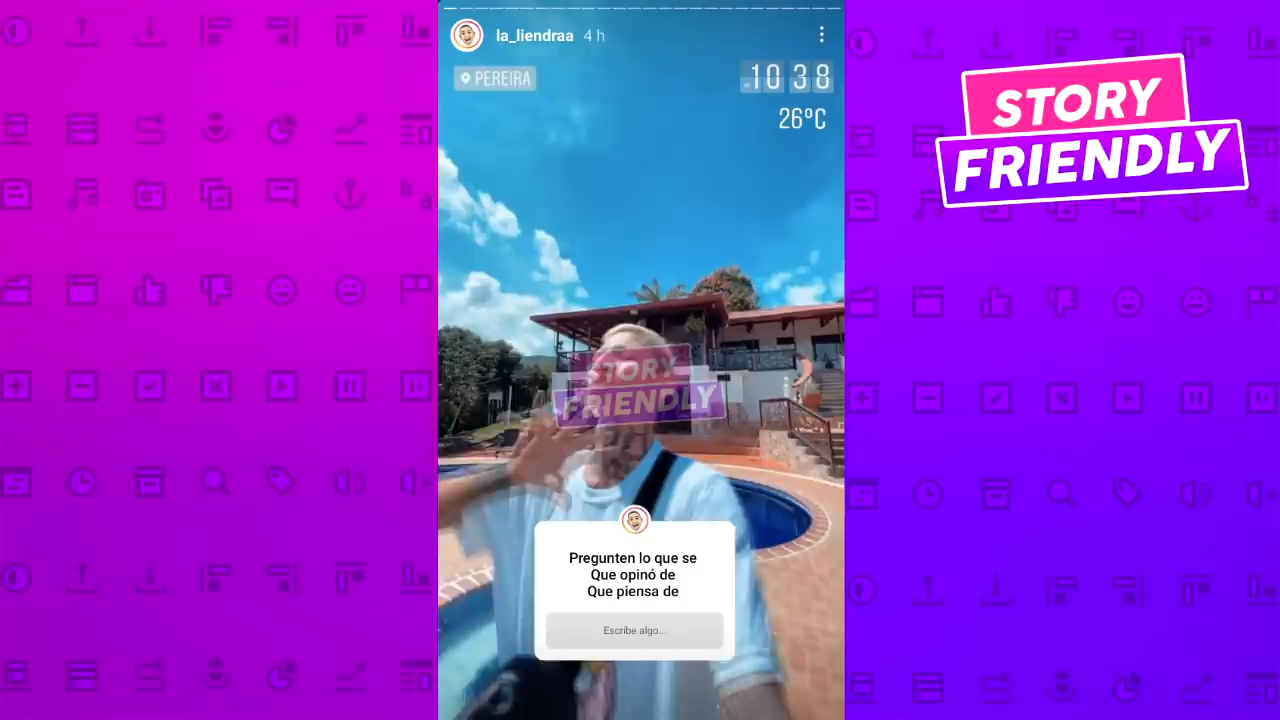 la_liendraa 4 h
PEREIRA
10 38
26°C
STORY
FRIENDLY
STORY
FRIENDLY
Pregunten lo que se
Que opinó de
Que piensa de
Escribe algo...